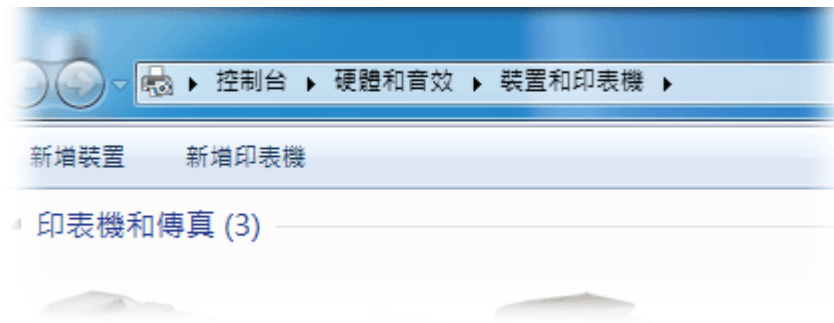 控制台 ▸ 硬體和音效 ▸ 裝置和印表機 ▸
新增裝置 新增印表機
印表機和傳真 (3)